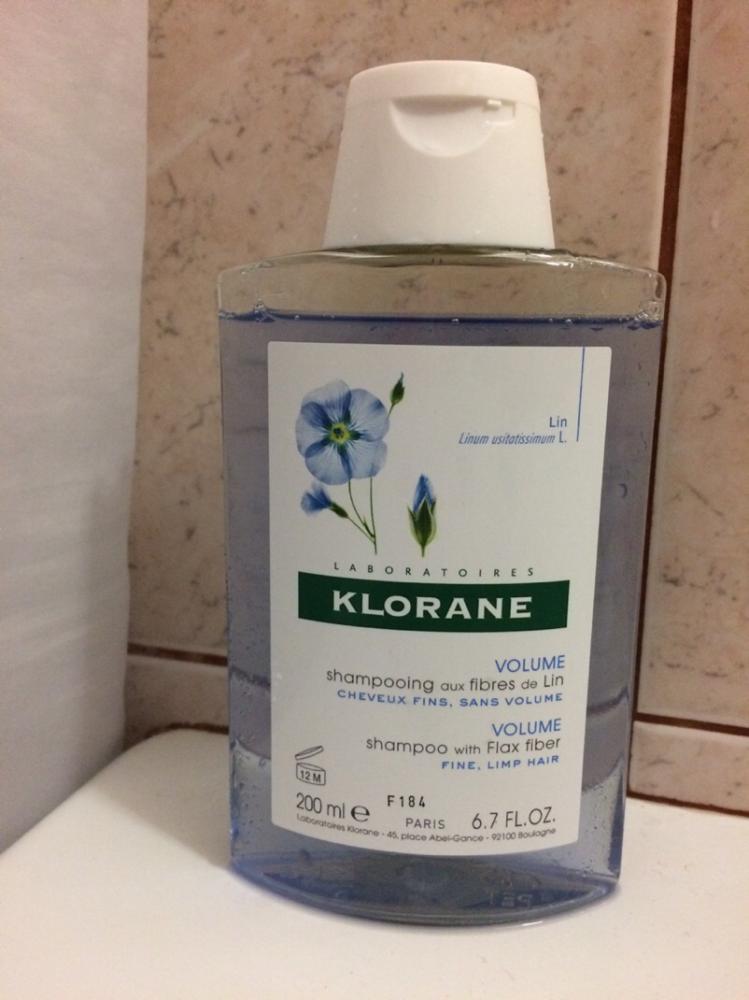 Lin
Linum usitatissimum L.
LABORATOIRES
KLORANE
VOLUME
shampooing aux fibres de Lin
CHEVEUX FINS, SANS VOLUME
VOLUME
shampoo with Flax fiber
FINE, LIMP HAIR
12 M
F184
200 ml e
PARIS
6.7 FL.OZ.
Laboratoires Klorane - 45, place Abel-Gance - 92100 Boulogne